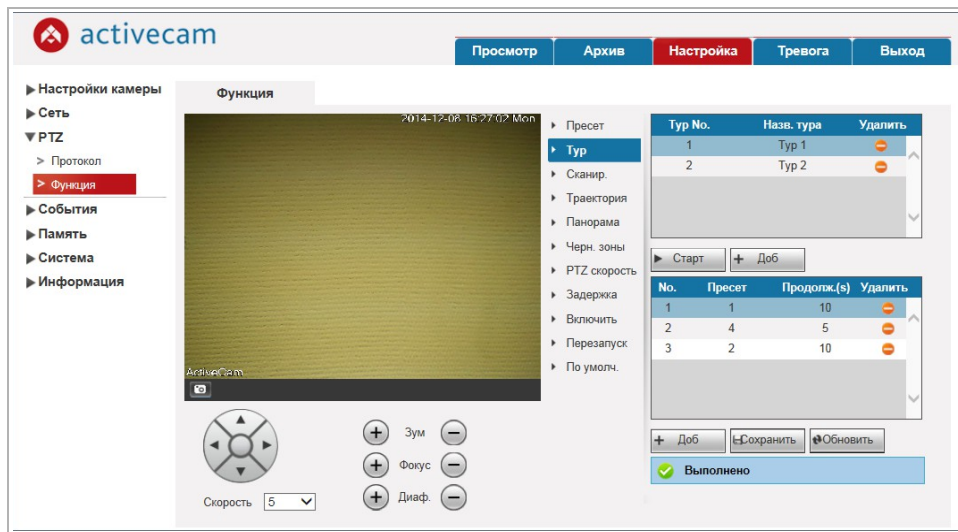 activecam
Просмотр Архив Настройка Тревога Выход
Настройки камеры
Сеть
PTZ
> Протокол
> Функция
События
Память
Система
Информация
Функция
2014-12-08 16:27:02 Mon
ActiveCam
Скорость 5
Зум
Фокус
Диаф.
Пресет
Тур
Сканир.
Траектория
Панорама
Черн. зоны
PTZ скорость
Задержка
Включить
Перезапуск
По умолч.
Тур No. Назв. тура Удалить
1 Тур 1
2 Тур 2
Старт + Доб
No. Пресет Продолж.(s) Удалить
1 1 10
2 4 5
3 2 10
+ Доб Сохранить Обновить
Выполнено